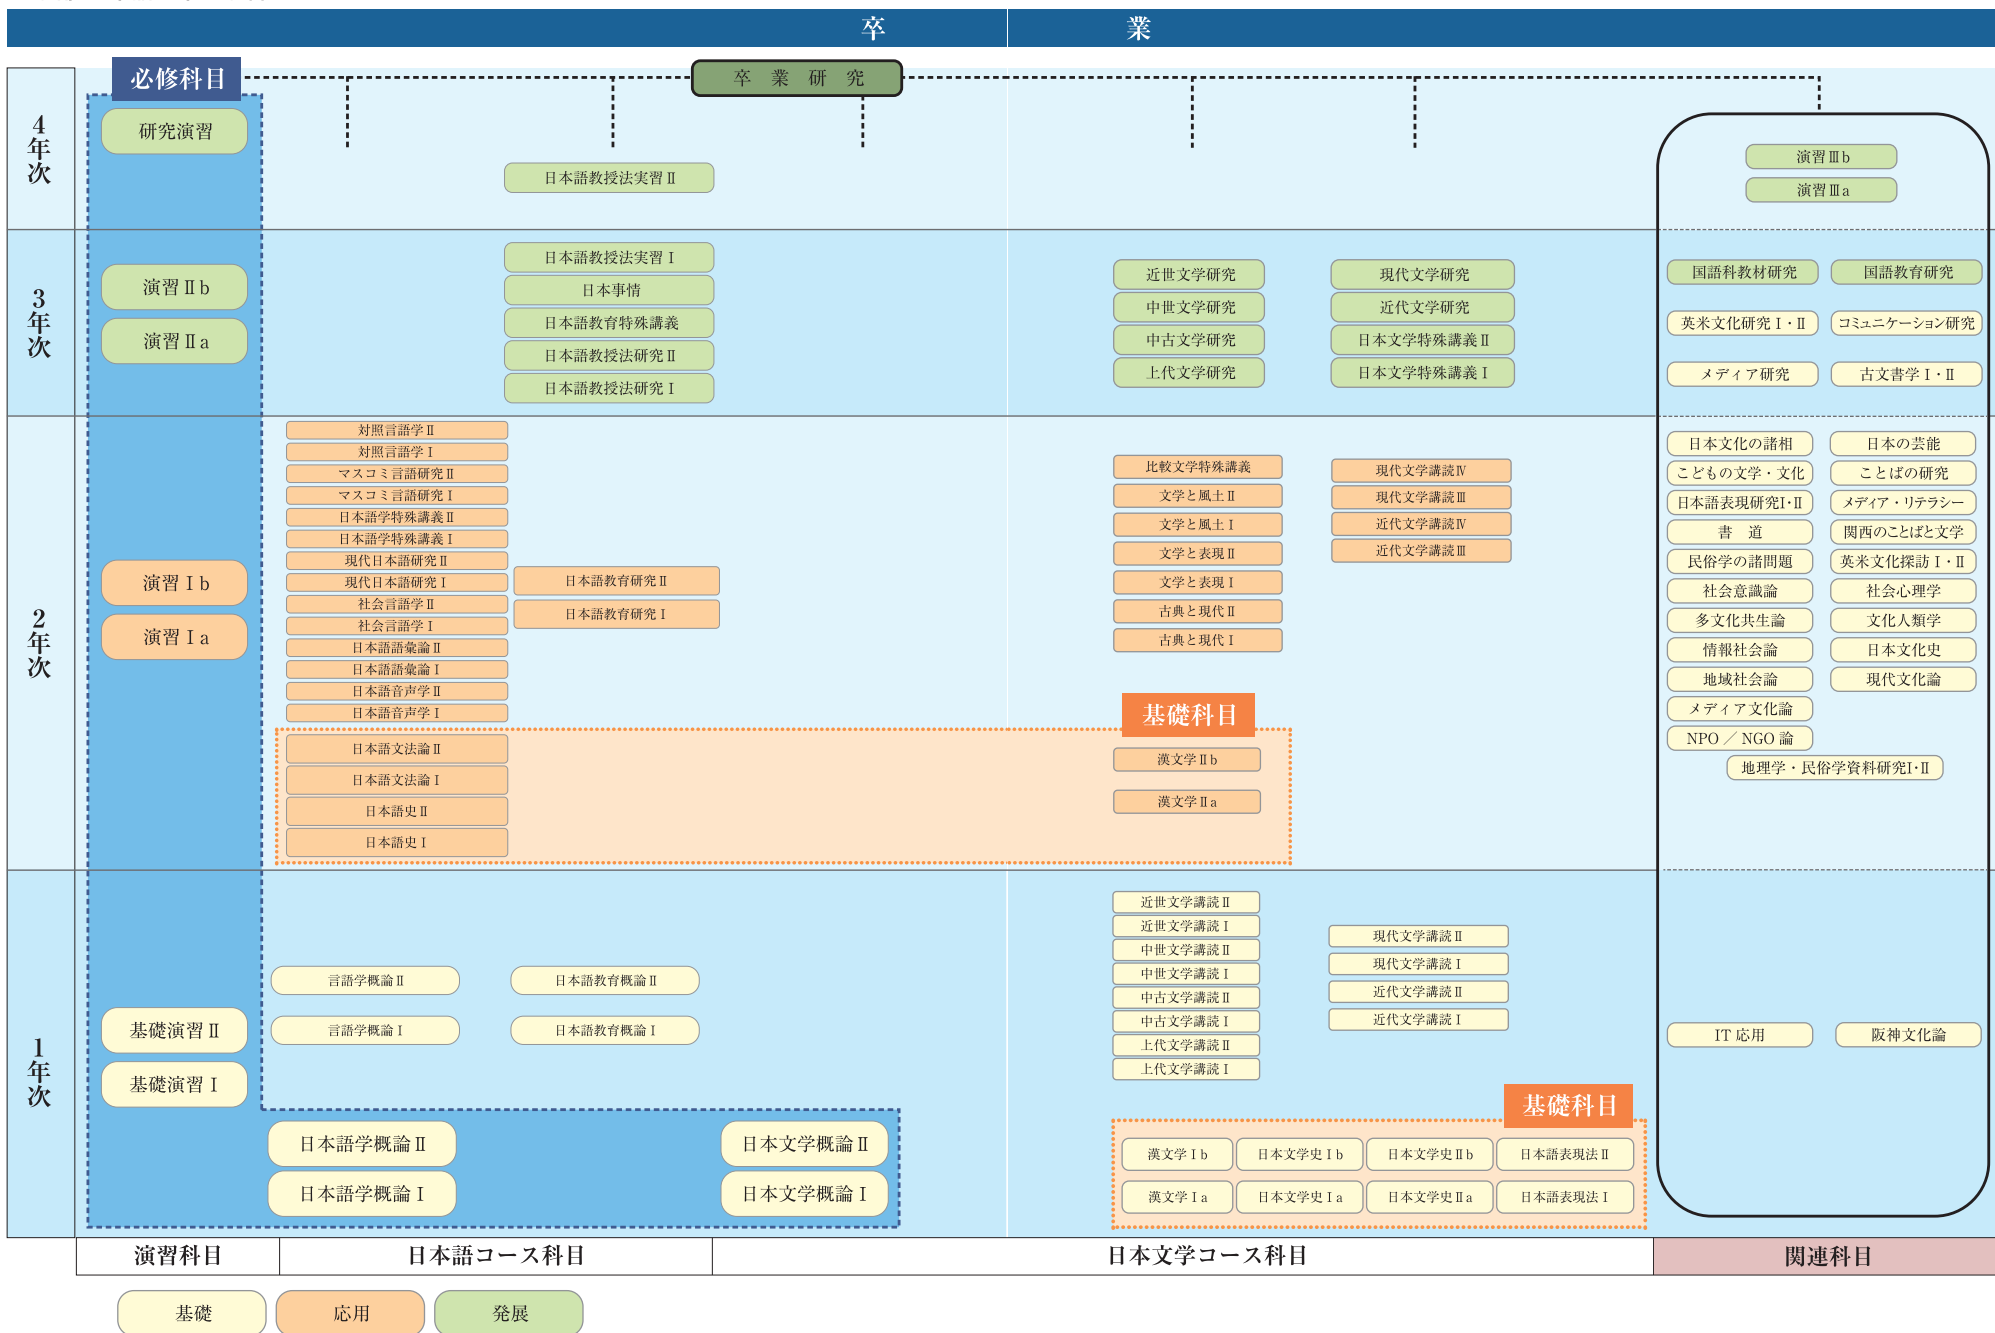 卒 業
必修科目
卒 業 研 究
4年次
研究演習
日本語教授法実習Ⅱ
演習Ⅲb
演習Ⅲa
3年次
演習Ⅱb
演習Ⅱa
日本語教授法実習Ⅰ
日本事情
日本語教育特殊講義
日本語教授法研究Ⅱ
日本語教授法研究Ⅰ
近世文学研究
中世文学研究
中古文学研究
上代文学研究
現代文学研究
近代文学研究
日本文学特殊講義Ⅱ
日本文学特殊講義Ⅰ
国語科教材研究
国語教育研究
英米文化研究Ⅰ・Ⅱ
コミュニケーション研究
メディア研究
古文書学Ⅰ・Ⅱ
2年次
演習Ⅰb
演習Ⅰa
対照言語学Ⅱ
対照言語学Ⅰ
マスコミ言語研究Ⅱ
マスコミ言語研究Ⅰ
日本語学特殊講義Ⅱ
日本語学特殊講義Ⅰ
現代日本語研究Ⅱ
現代日本語研究Ⅰ
社会言語学Ⅱ
社会言語学Ⅰ
日本語語彙論Ⅱ
日本語語彙論Ⅰ
日本語音声学Ⅱ
日本語音声学Ⅰ
日本語文法論Ⅱ
日本語文法論Ⅰ
日本語史Ⅱ
日本語史Ⅰ
日本語教育研究Ⅱ
日本語教育研究Ⅰ
比較文学特殊講義
文学と風土Ⅱ
文学と風土Ⅰ
文学と表現Ⅱ
文学と表現Ⅰ
古典と現代Ⅱ
古典と現代Ⅰ
基礎科目
漢文学Ⅱb
漢文学Ⅱa
現代文学講読Ⅳ
現代文学講読Ⅲ
近代文学講読Ⅳ
近代文学講読Ⅲ
日本文化の諸相
日本の芸能
こどもの文学・文化
ことばの研究
日本語表現研究Ⅰ・Ⅱ
メディア・リテラシー
書 道
関西のことばと文学
民俗学の諸問題
英米文化探訪Ⅰ・Ⅱ
社会意識論
社会心理学
多文化共生論
文化人類学
情報社会論
日本文化史
地域社会論
現代文化論
メディア文化論
NPO／NGO論
地理学・民俗学資料研究Ⅰ・Ⅱ
1年次
基礎演習Ⅱ
基礎演習Ⅰ
言語学概論Ⅱ
言語学概論Ⅰ
日本語教育概論Ⅱ
日本語教育概論Ⅰ
日本語学概論Ⅱ
日本語学概論Ⅰ
日本文学概論Ⅱ
日本文学概論Ⅰ
近世文学講読Ⅱ
近世文学講読Ⅰ
中世文学講読Ⅱ
中世文学講読Ⅰ
中古文学講読Ⅱ
中古文学講読Ⅰ
上代文学講読Ⅱ
上代文学講読Ⅰ
現代文学講読Ⅱ
現代文学講読Ⅰ
近代文学講読Ⅱ
近代文学講読Ⅰ
基礎科目
漢文学Ⅰb
日本文学史Ⅰb
日本文学史Ⅱb
日本語表現法Ⅱ
漢文学Ⅰa
日本文学史Ⅰa
日本文学史Ⅱa
日本語表現法Ⅰ
IT応用
阪神文化論
演習科目
日本語コース科目
日本文学コース科目
関連科目
基礎
応用
発展